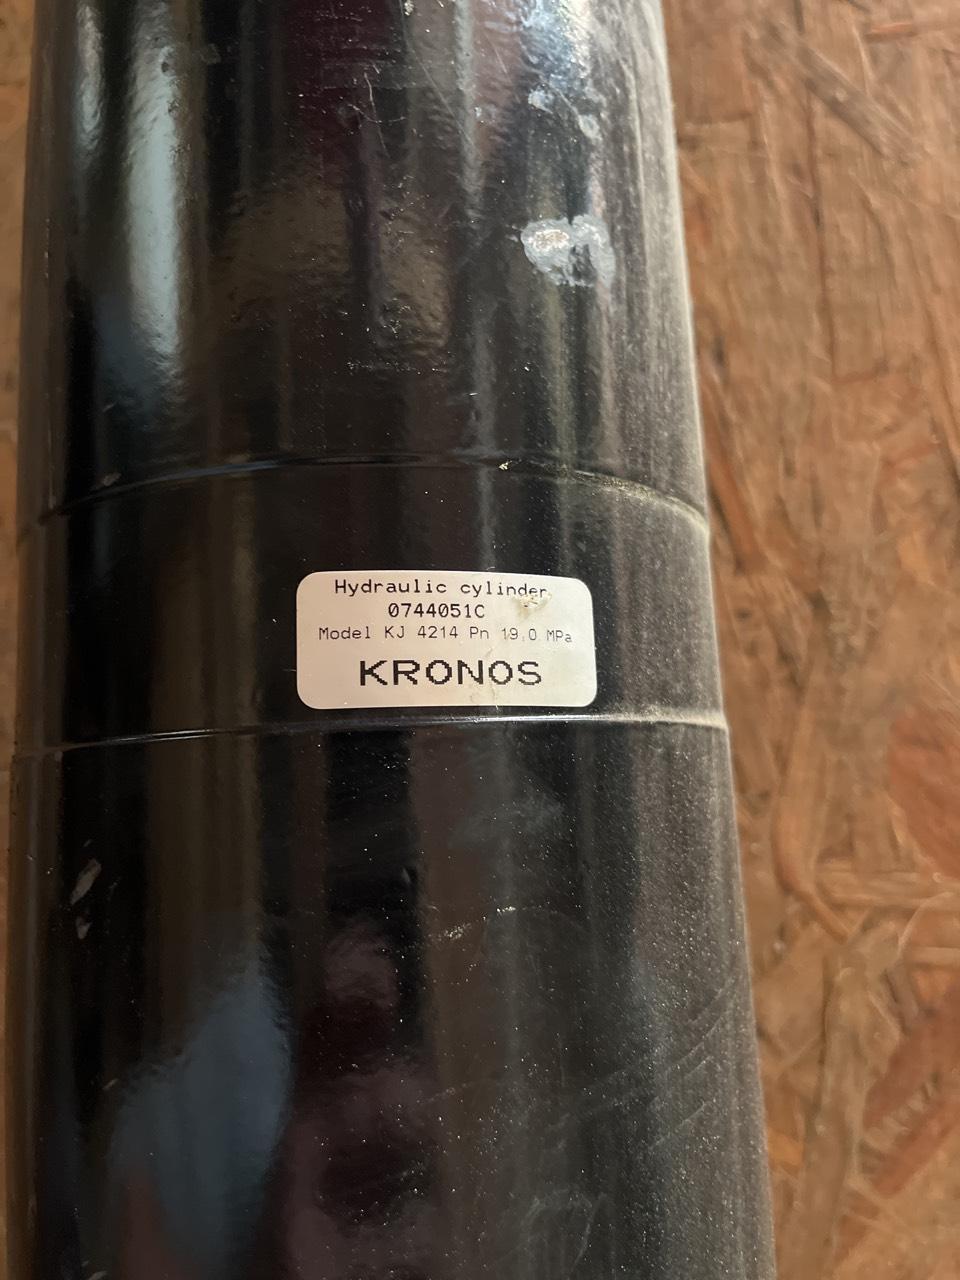 Hydraulic cylinder
0744051C
Model KJ 4214 Pn 19.0 MPa
KRONOS